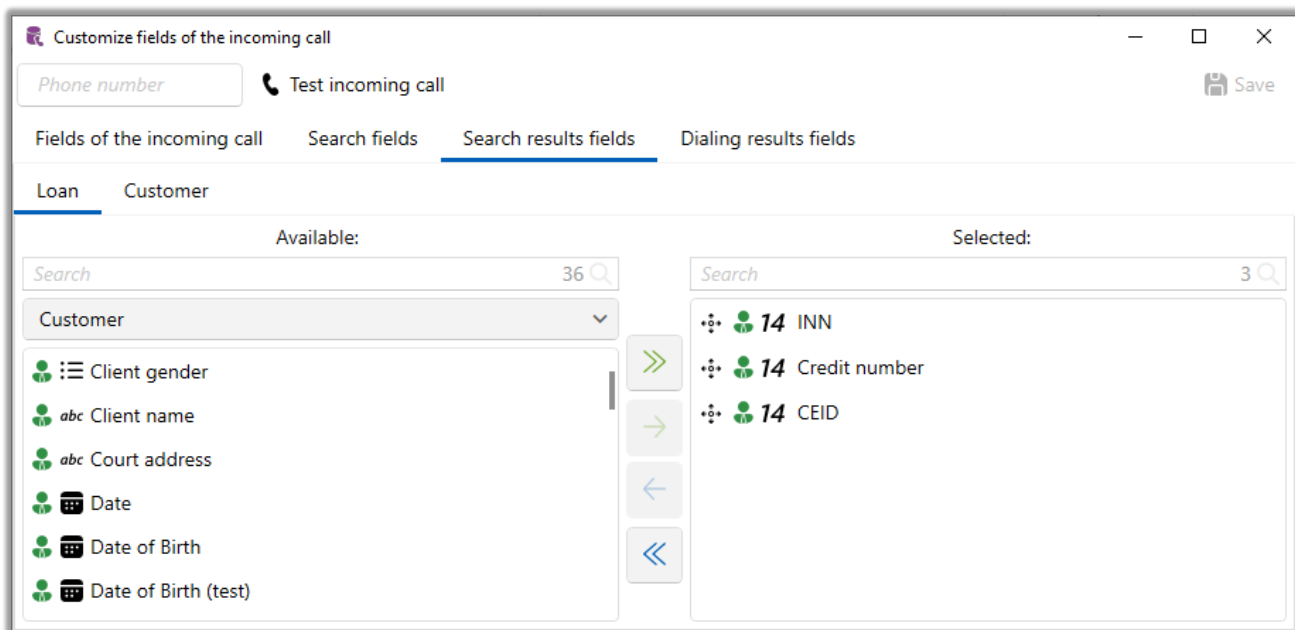 Customize fields of the incoming call
Phone number Test incoming call Save
Fields of the incoming call Search fields Search results fields Dialing results fields
Loan Customer
Available: Selected:
Search 36 Search 3
Customer
Client gender
abc Client name
abc Court address
Date
Date of Birth
Date of Birth (test)
14 INN
14 Credit number
14 CEID